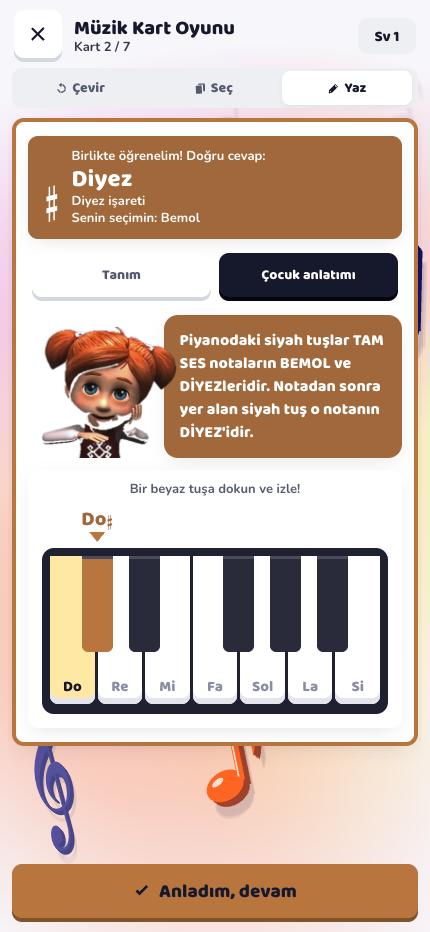 Müzik Kart Oyunu
Kart 2 / 7
Sv 1
Çevir
Seç
Yaz
Birlikte öğrenelim! Doğru cevap:
Diyez
Diyez işareti
Senin seçimin: Bemol
Tanım
Çocuk anlatımı
Piyanodaki siyah tuşlar TAM
SES notaların BEMOL ve
DİYEZleridir. Notadan sonra
yer alan siyah tuş o notanın
DİYEZ'idir.
Bir beyaz tuşa dokun ve izle!
Do♯
Do Re Mi Fa Sol La Si
Anladım, devam